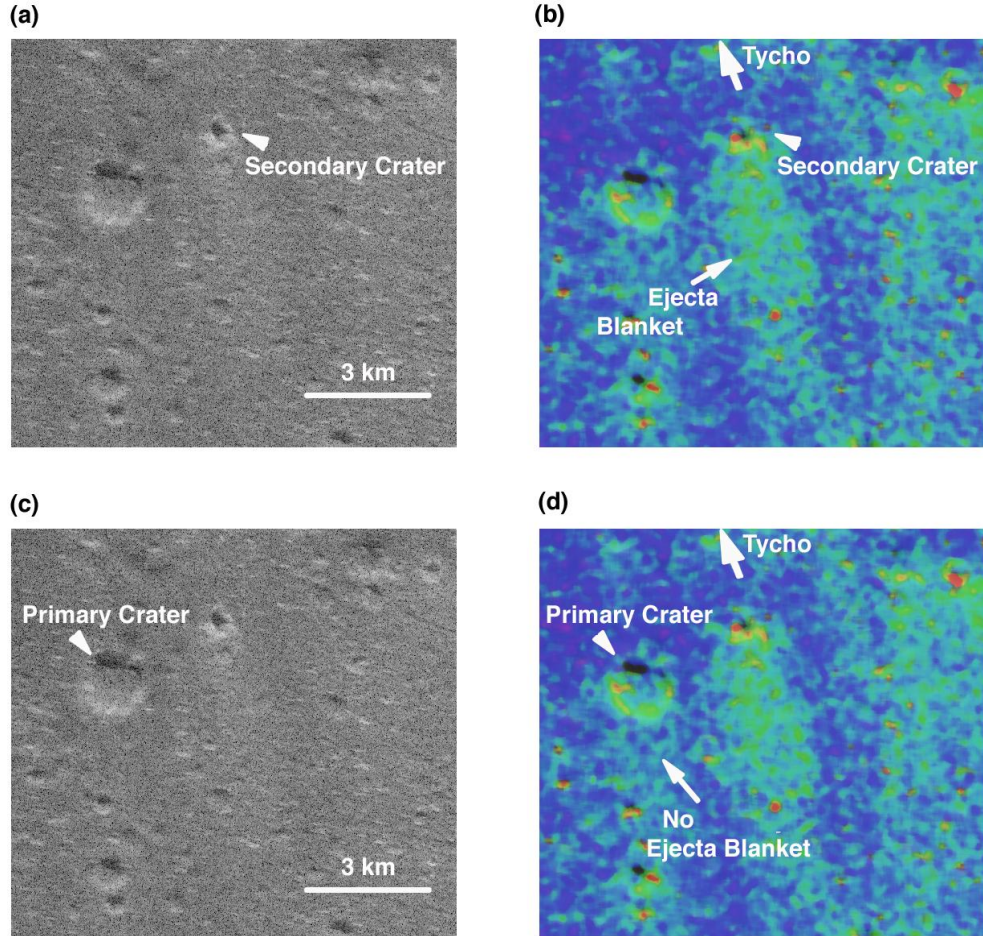 (a)
Secondary Crater
3 km
(b)
Tycho
Secondary Crater
Ejecta
Blanket
(c)
Primary Crater
3 km
(d)
Tycho
Primary Crater
No
Ejecta Blanket